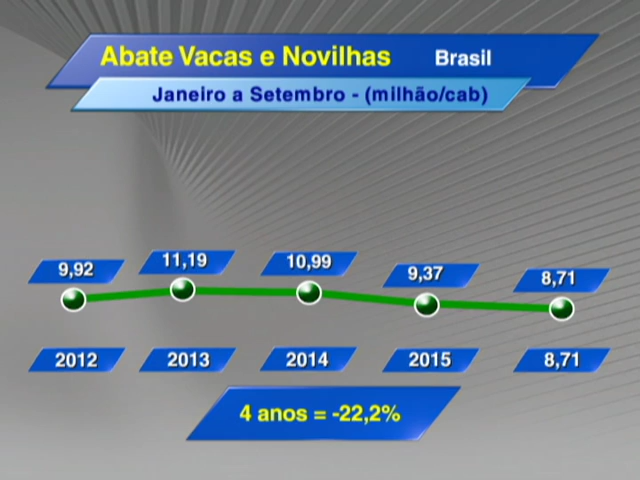 Abate Vacas e Novilhas Brasil
Janeiro a Setembro - (milhão/cab)
9,92 11,19 10,99 9,37 8,71
2012 2013 2014 2015 8,71
4 anos = -22,2%